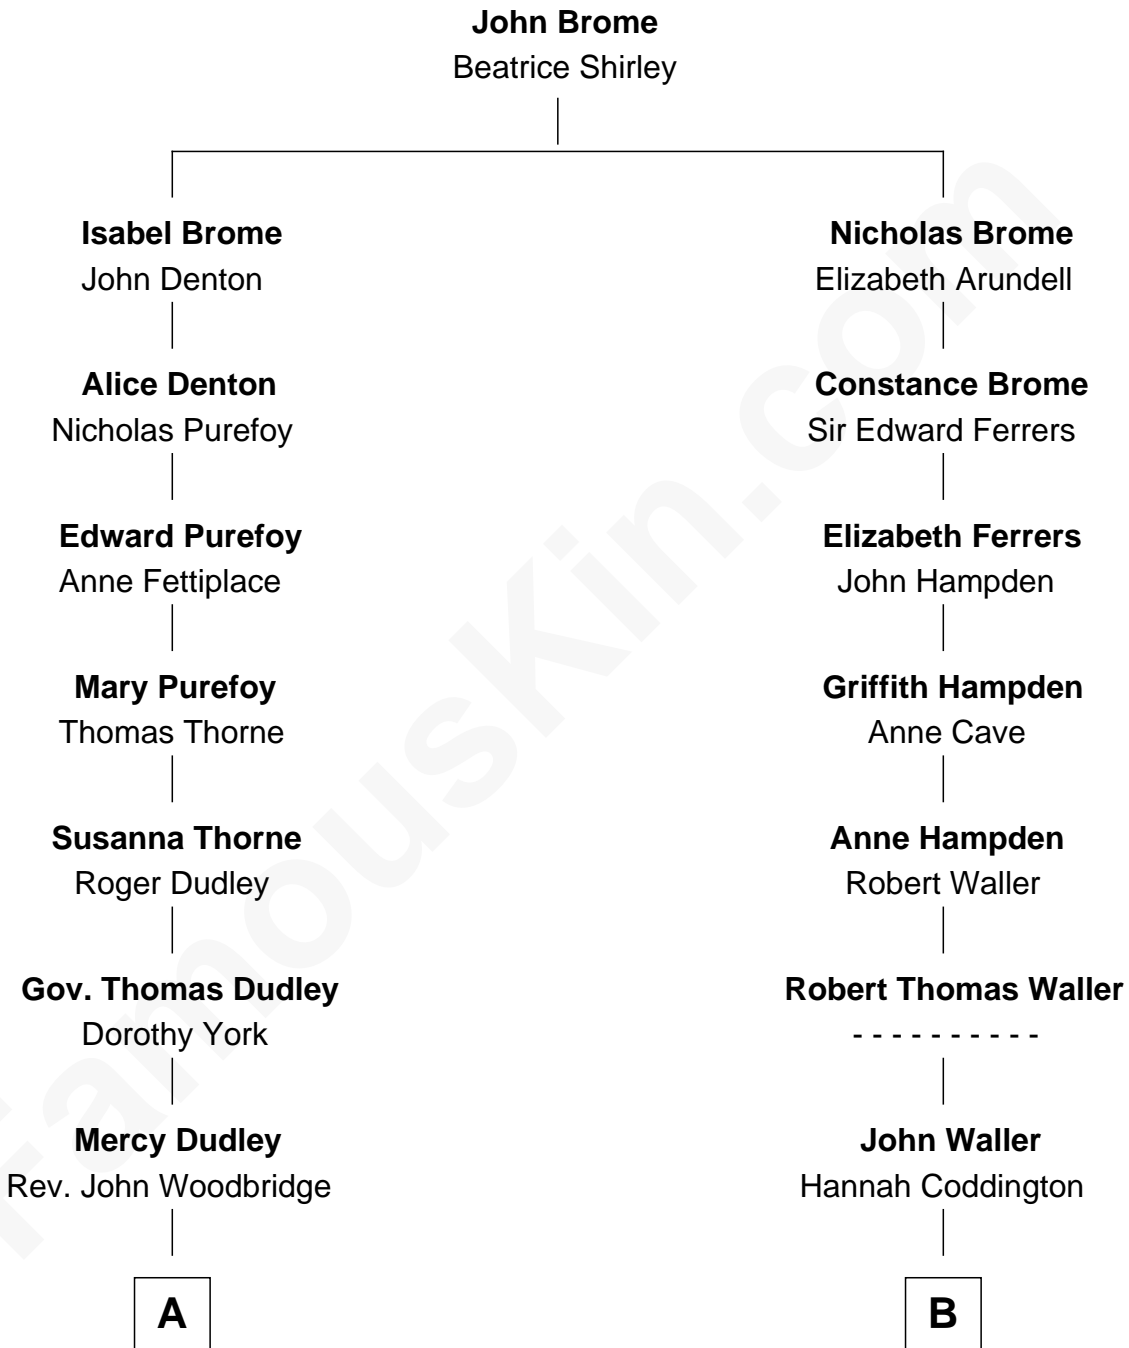 John Brome
Beatrice Shirley
Isabel Brome
John Denton
Nicholas Brome
Elizabeth Arundell
Alice Denton
Nicholas Purefoy
Constance Brome
Sir Edward Ferrers
Edward Purefoy
Anne Fettiplace
Elizabeth Ferrers
John Hampden
Mary Purefoy
Thomas Thorne
Griffith Hampden
Anne Cave
Susanna Thorne
Roger Dudley
Anne Hampden
Robert Waller
Gov. Thomas Dudley
Dorothy York
Robert Thomas Waller
- - - - - - - - - -
Mercy Dudley
Rev. John Woodbridge
John Waller
Hannah Coddington
A
B
FamousKin.com